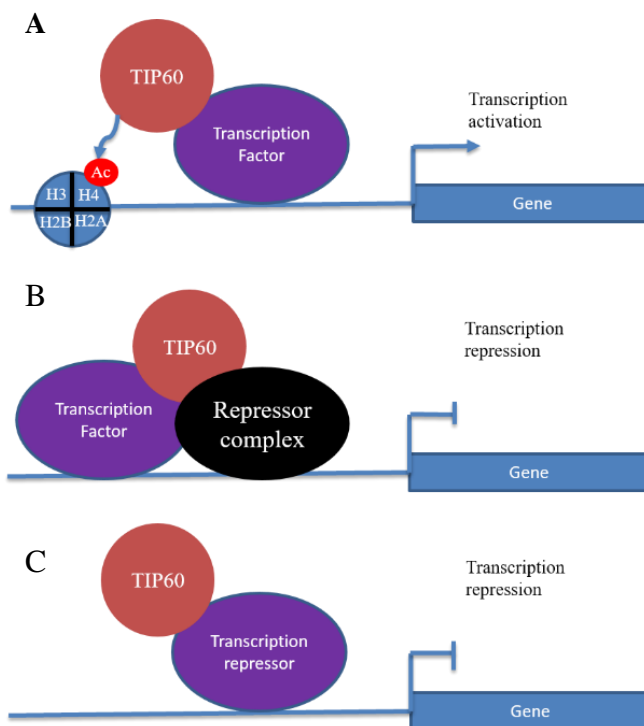 A
TIP60
Transcription
Factor
Transcription
activation
Ac
H3 H4
H2B H2A
Gene
B
TIP60
Transcription
Factor
Repressor
complex
Transcription
repression
Gene
C
TIP60
Transcription
repressor
Transcription
repression
Gene